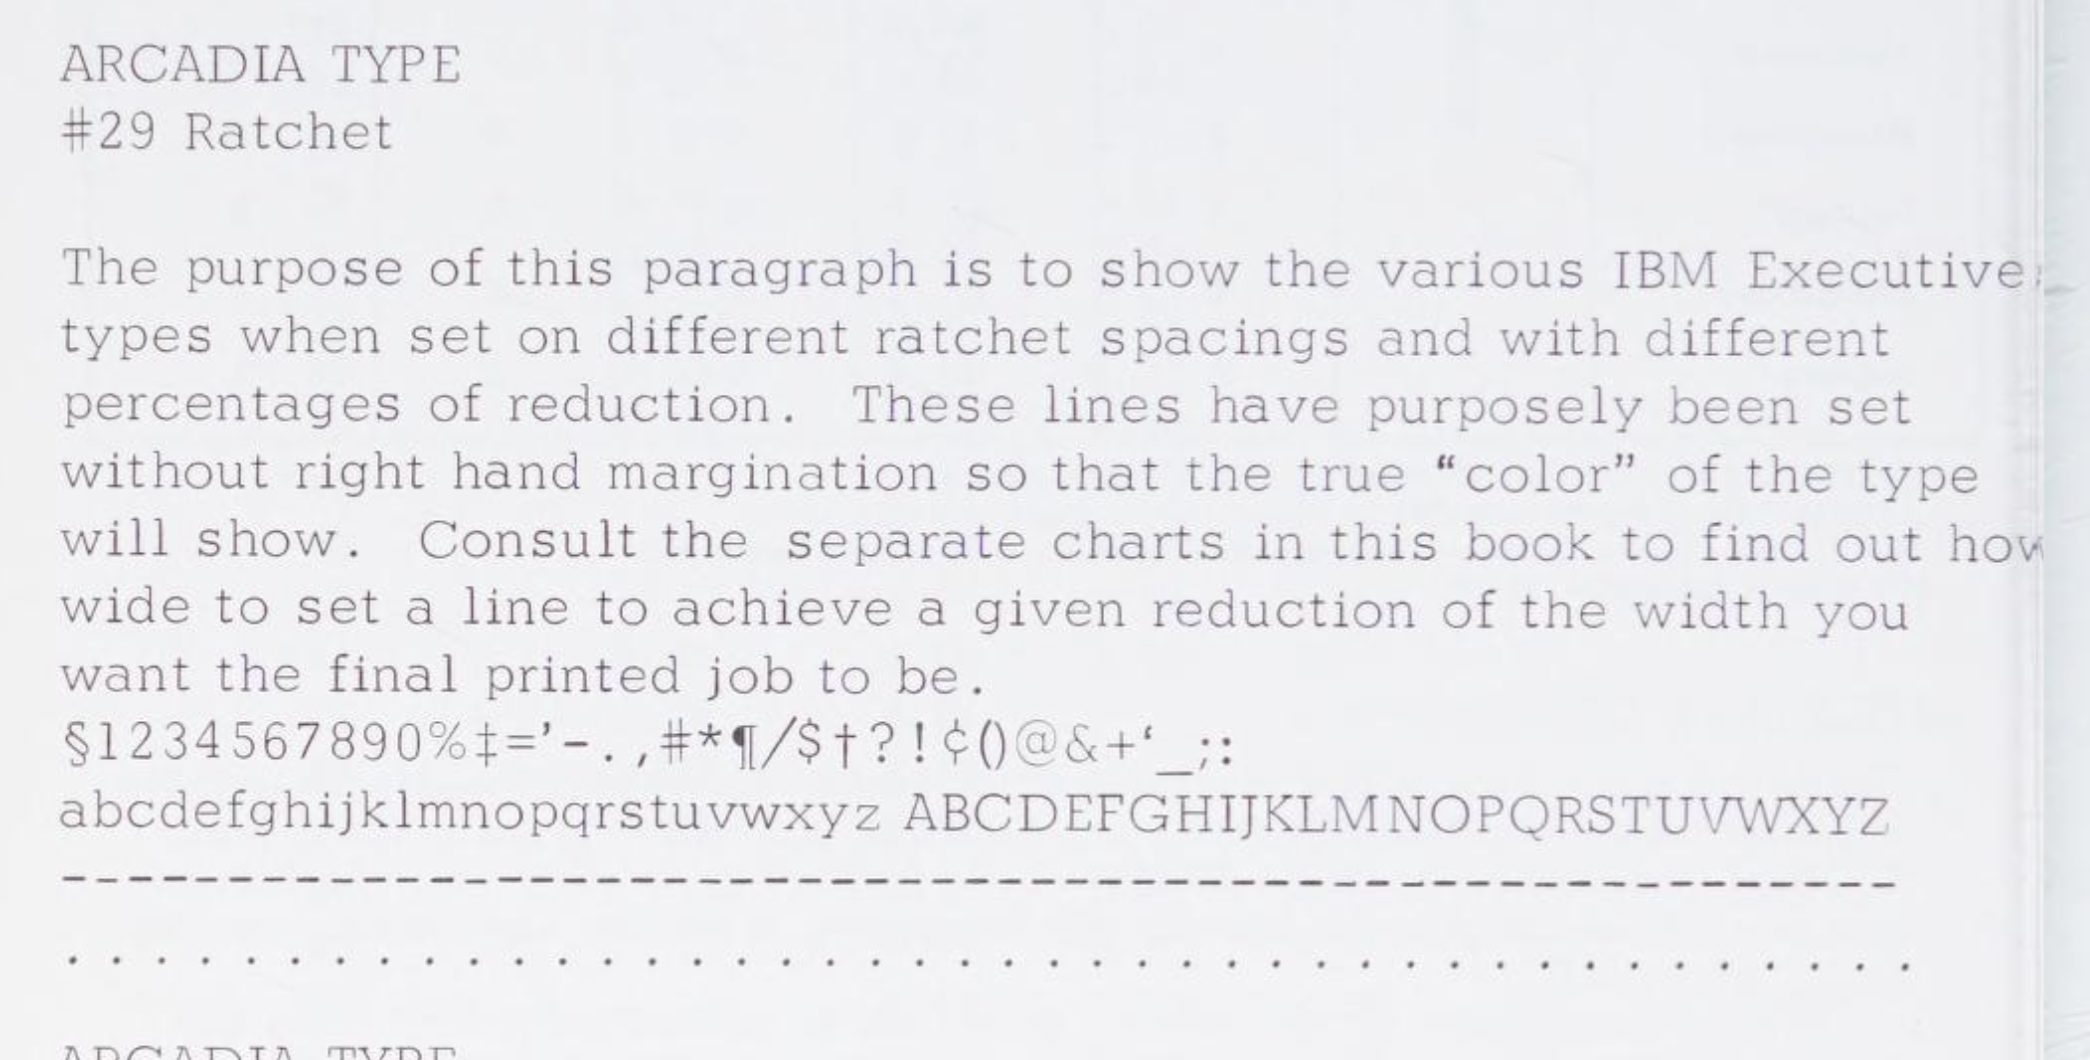 ARCADIA TYPE
#29 Ratchet
The purpose of this paragraph is to show the various IBM Executive
types when set on different ratchet spacings and with different
percentages of reduction.  These lines have purposely been set
without right hand margination so that the true “color” of the type
will show.  Consult the separate charts in this book to find out how
wide to set a line to achieve a given reduction of the width you
want the final printed job to be.
§1234567890%‡=’-.,#*¶/$†?!¢()@&+‘_;:
abcdefghijklmnopqrstuvwxyz ABCDEFGHIJKLMNOPQRSTUVWXYZ
--------------------------------------------------------
. . . . . . . . . . . . . . . . . . . . . . . . . . . . . . . . . . . . . . . . . .
ARCADIA TYPE